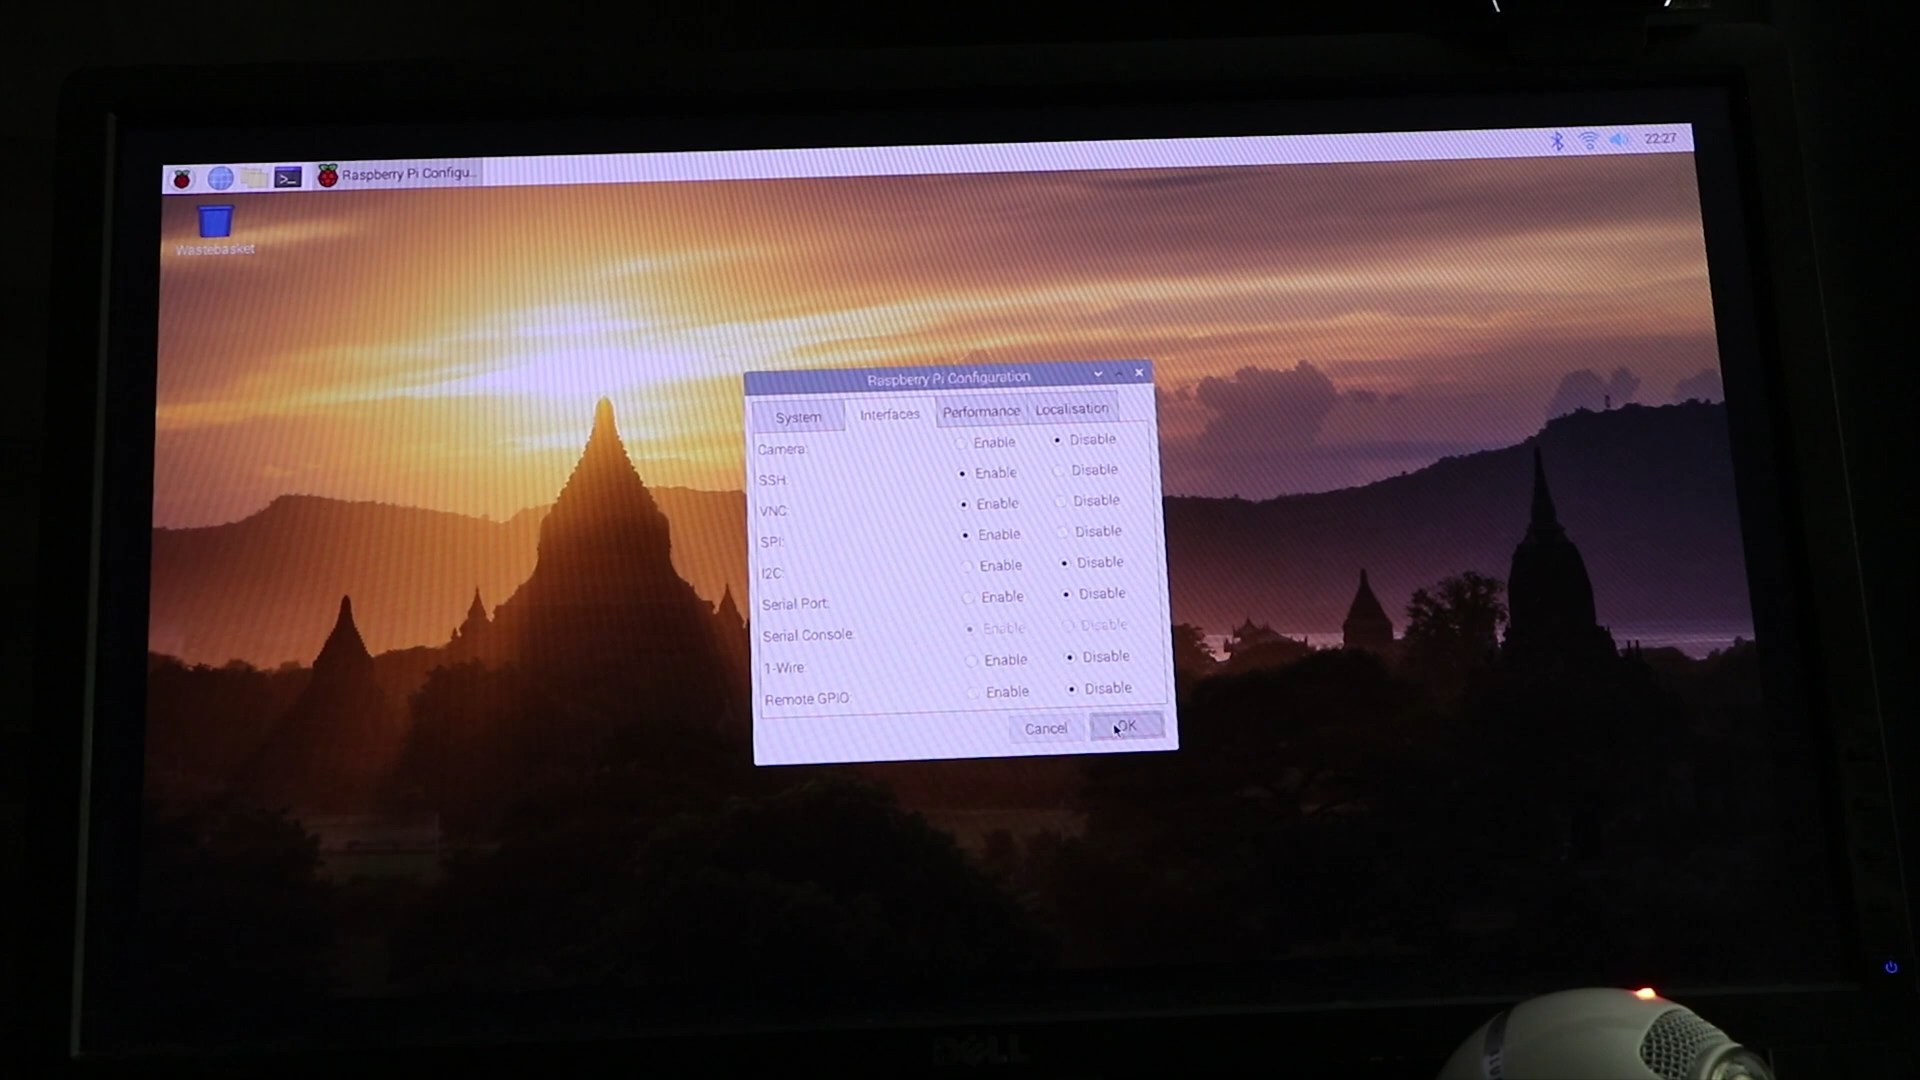 Raspberry Pi Configu... 22:27
Wastebasket
Raspberry Pi Configuration
System Interfaces Performance Localisation
Camera: Enable Disable
SSH: Enable Disable
VNC: Enable Disable
SPI: Enable Disable
I2C: Enable Disable
Serial Port: Enable Disable
Serial Console: Enable Disable
1-Wire: Enable Disable
Remote GPIO: Enable Disable
Cancel OK
DELL